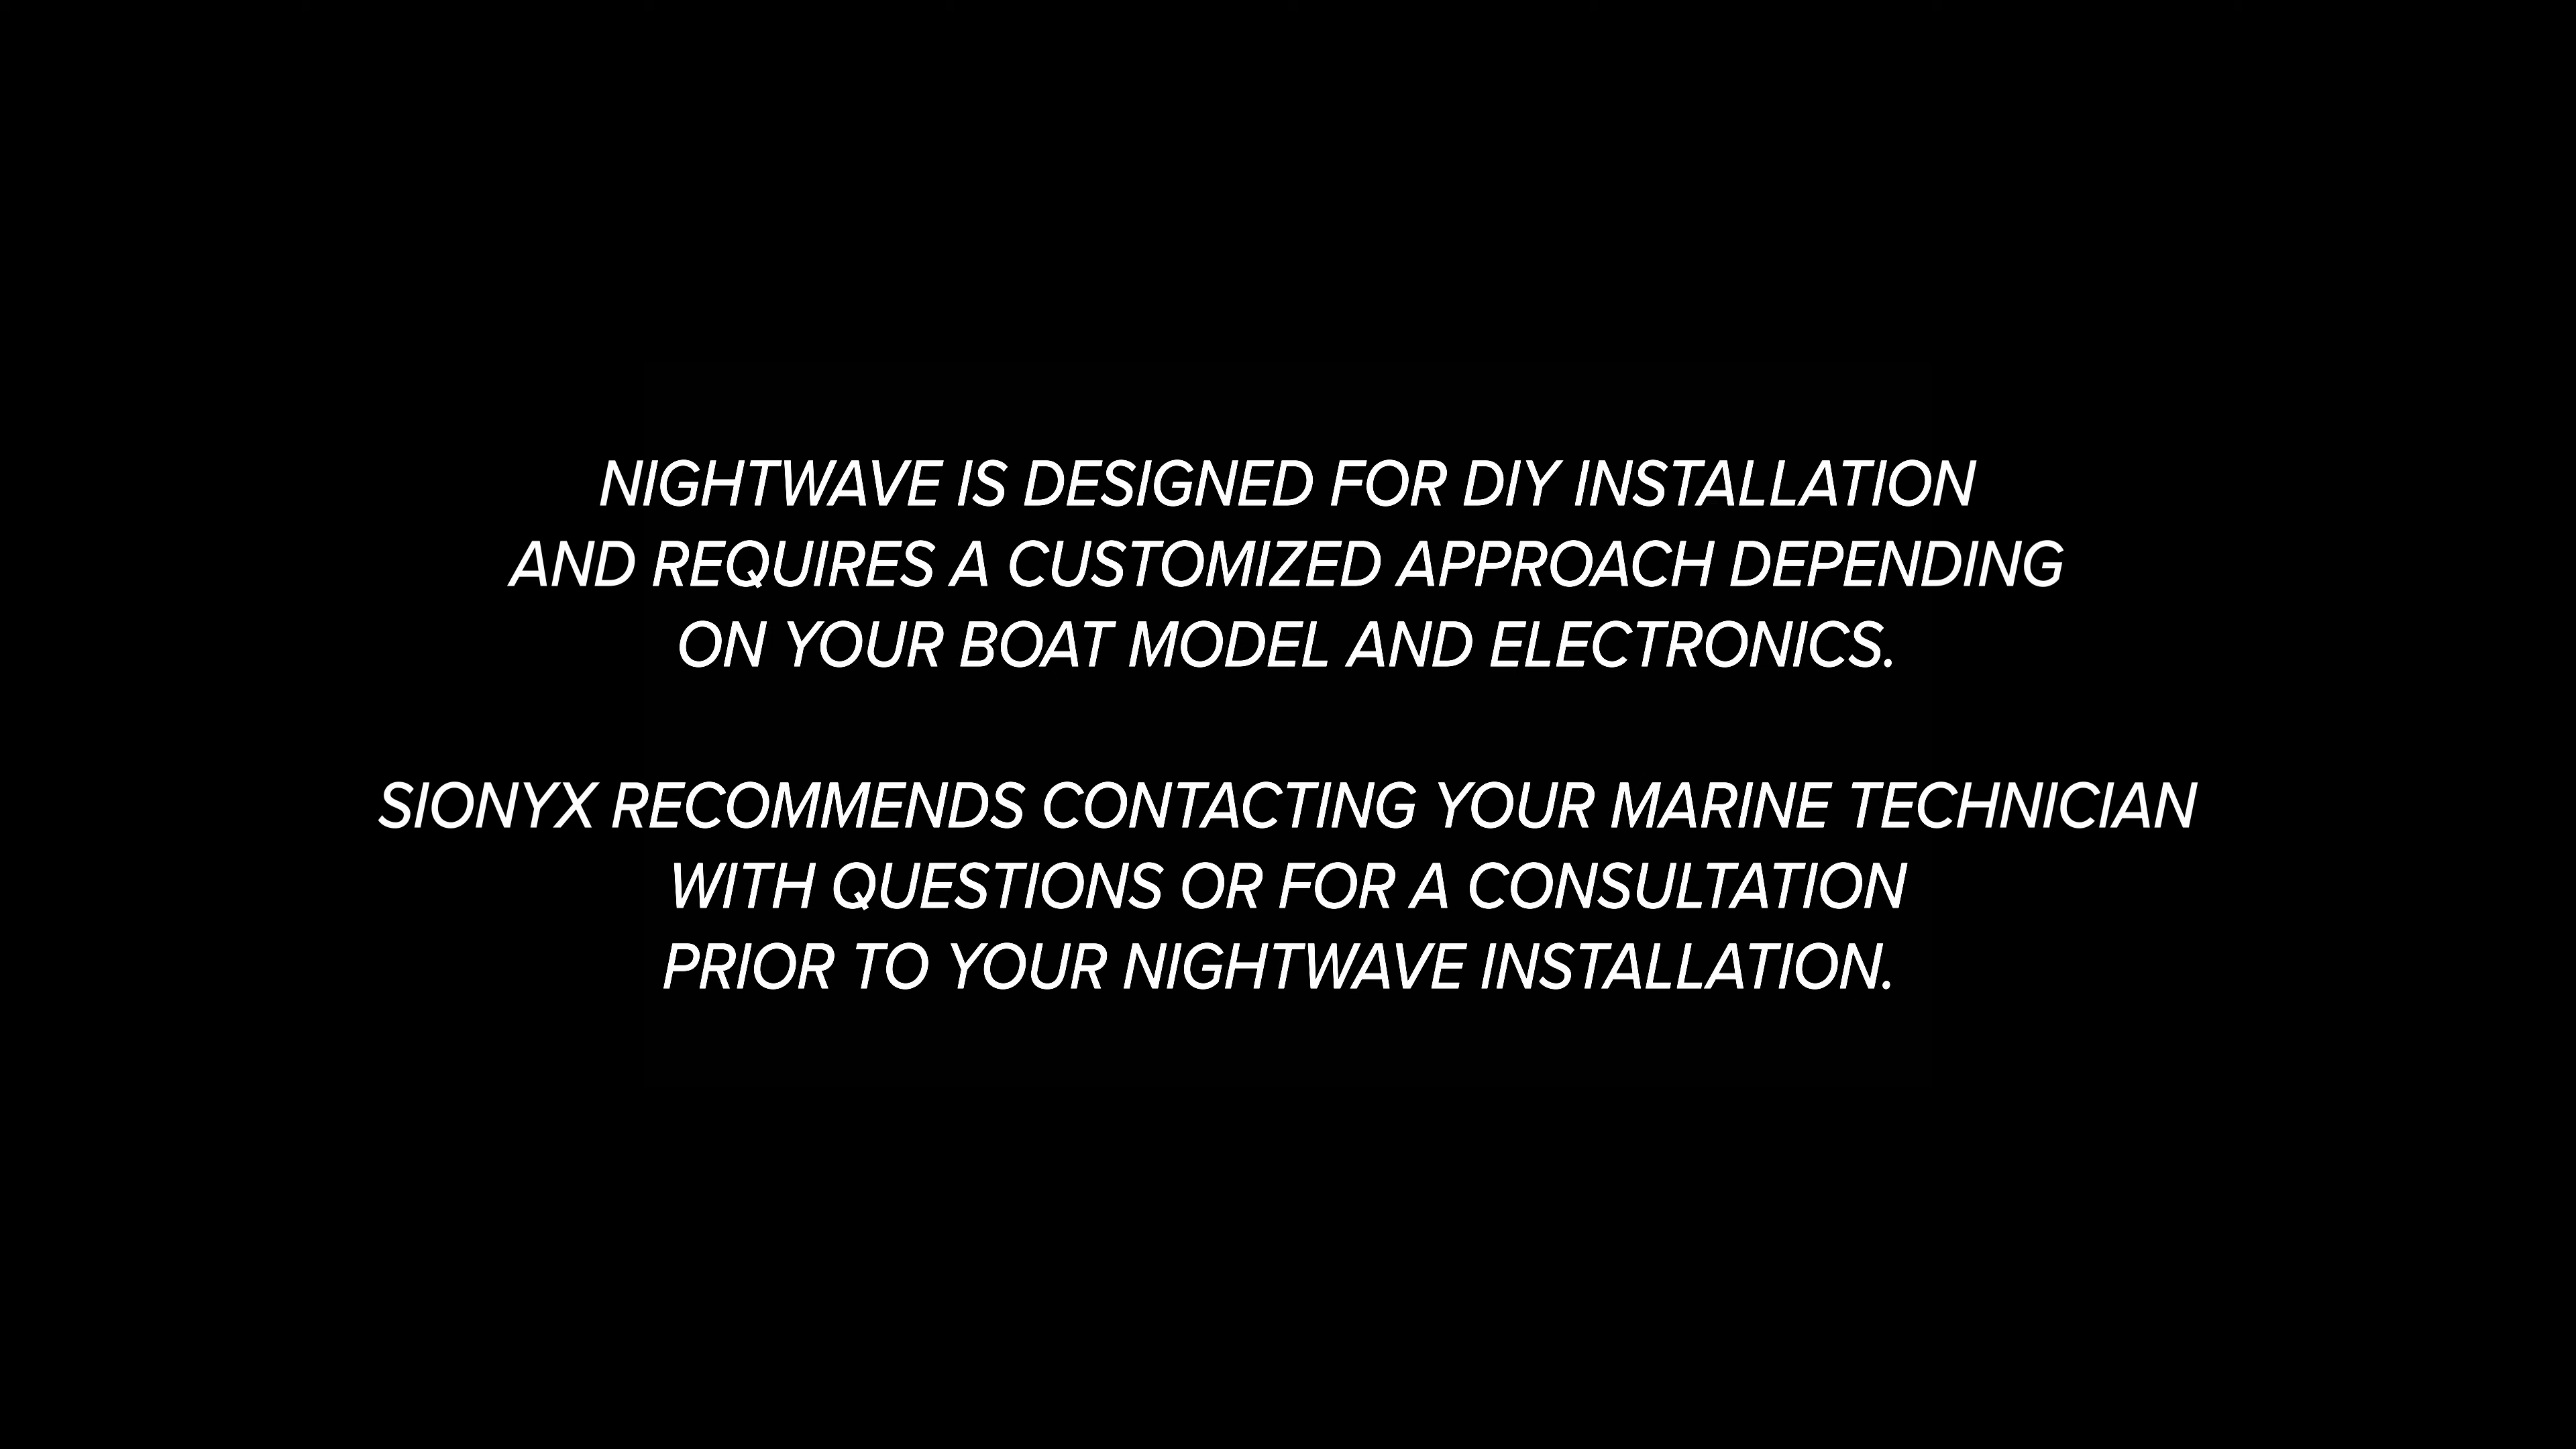 NIGHTWAVE IS DESIGNED FOR DIY INSTALLATION
AND REQUIRES A CUSTOMIZED APPROACH DEPENDING
ON YOUR BOAT MODEL AND ELECTRONICS.
SIONYX RECOMMENDS CONTACTING YOUR MARINE TECHNICIAN
WITH QUESTIONS OR FOR A CONSULTATION
PRIOR TO YOUR NIGHTWAVE INSTALLATION.